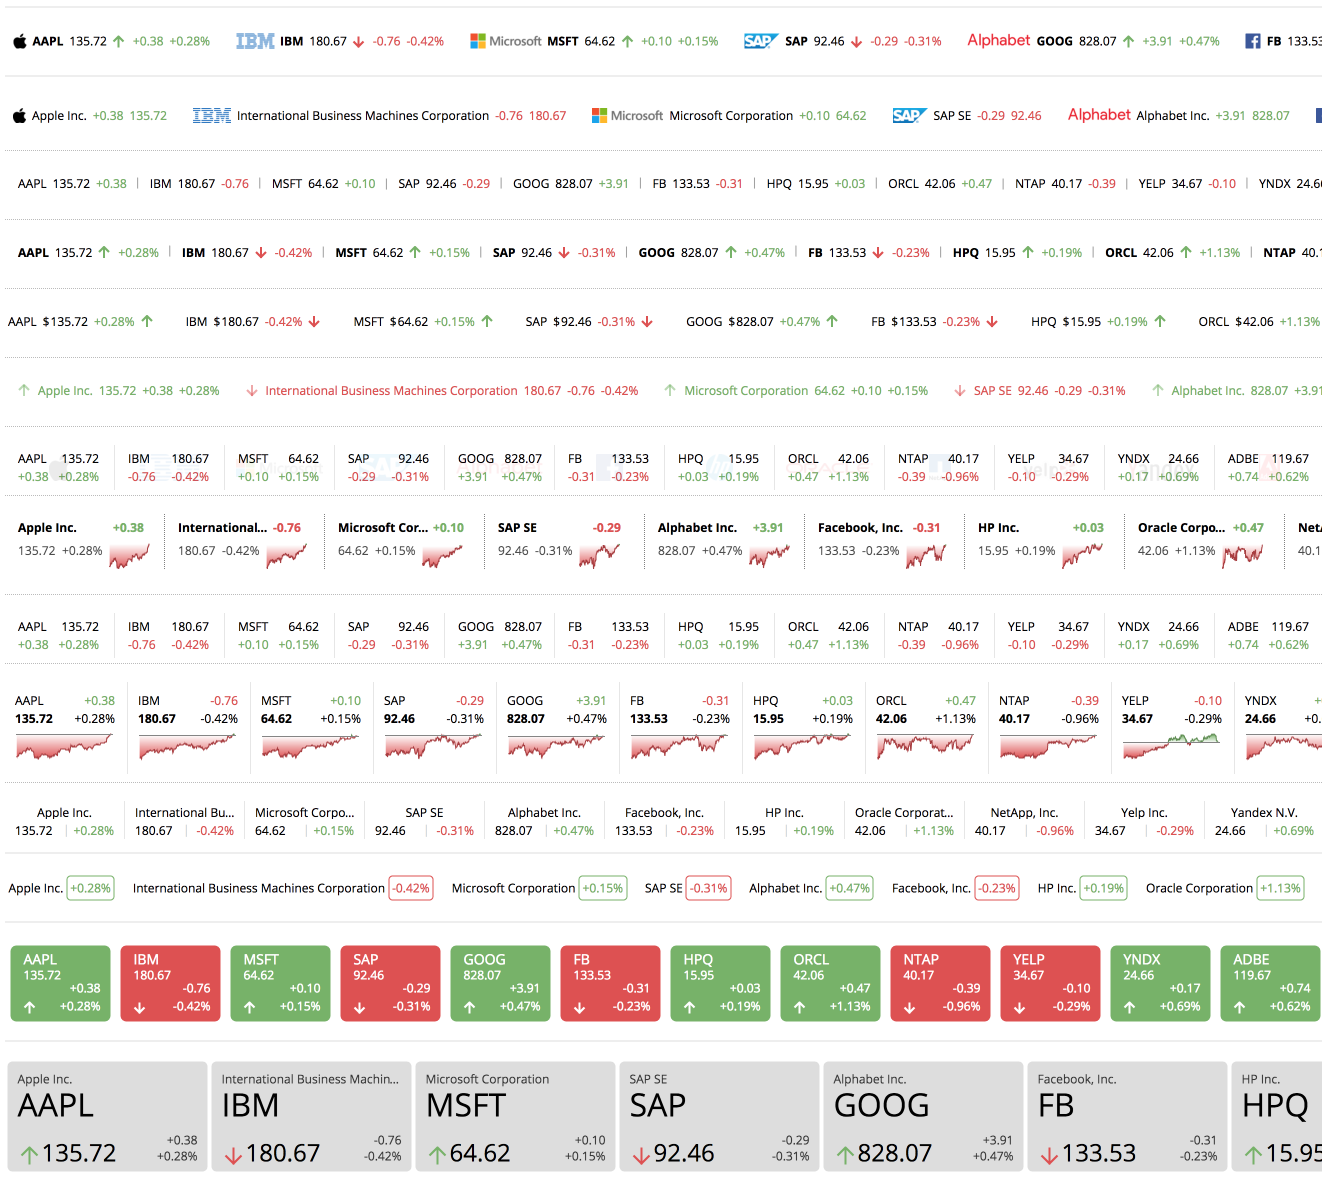 AAPL 135.72 +0.38 +0.28% IBM IBM 180.67 -0.76 -0.42% Microsoft MSFT 64.62 +0.10 +0.15% SAP SAP 92.46 -0.29 -0.31% Alphabet GOOG 828.07 +3.91 +0.47% FB 133.53
Apple Inc. +0.38 135.72 IBM International Business Machines Corporation -0.76 180.67 Microsoft Microsoft Corporation +0.10 64.62 SAP SAP SE -0.29 92.46 Alphabet Alphabet Inc. +3.91 828.07
AAPL 135.72 +0.38 | IBM 180.67 -0.76 | MSFT 64.62 +0.10 | SAP 92.46 -0.29 | GOOG 828.07 +3.91 | FB 133.53 -0.31 | HPQ 15.95 +0.03 | ORCL 42.06 +0.47 | NTAP 40.17 -0.39 | YELP 34.67 -0.10 | YNDX 24.66
AAPL 135.72 +0.28% | IBM 180.67 -0.42% | MSFT 64.62 +0.15% | SAP 92.46 -0.31% | GOOG 828.07 +0.47% | FB 133.53 -0.23% | HPQ 15.95 +0.19% | ORCL 42.06 +1.13% | NTAP 40.1
AAPL $135.72 +0.28% IBM $180.67 -0.42% MSFT $64.62 +0.15% SAP $92.46 -0.31% GOOG $828.07 +0.47% FB $133.53 -0.23% HPQ $15.95 +0.19% ORCL $42.06 +1.13%
Apple Inc. 135.72 +0.38 +0.28% International Business Machines Corporation 180.67 -0.76 -0.42% Microsoft Corporation 64.62 +0.10 +0.15% SAP SE 92.46 -0.29 -0.31% Alphabet Inc. 828.07 +3.91
AAPL 135.72 IBM 180.67 MSFT 64.62 SAP 92.46 GOOG 828.07 FB 133.53 HPQ 15.95 ORCL 42.06 NTAP 40.17 YELP 34.67 YNDX 24.66 ADBE 119.67
+0.38 +0.28% -0.76 -0.42% +0.10 +0.15% -0.29 -0.31% +3.91 +0.47% -0.31 -0.23% +0.03 +0.19% +0.47 +1.13% -0.39 -0.96% -0.10 -0.29% +0.17 +0.69% +0.74 +0.62%
Apple Inc. +0.38 International... -0.76 Microsoft Cor... +0.10 SAP SE -0.29 Alphabet Inc. +3.91 Facebook, Inc. -0.31 HP Inc. +0.03 Oracle Corpo... +0.47 Net
135.72 +0.28% 180.67 -0.42% 64.62 +0.15% 92.46 -0.31% 828.07 +0.47% 133.53 -0.23% 15.95 +0.19% 42.06 +1.13% 40.1
AAPL 135.72 IBM 180.67 MSFT 64.62 SAP 92.46 GOOG 828.07 FB 133.53 HPQ 15.95 ORCL 42.06 NTAP 40.17 YELP 34.67 YNDX 24.66 ADBE 119.67
+0.38 +0.28% -0.76 -0.42% +0.10 +0.15% -0.29 -0.31% +3.91 +0.47% -0.31 -0.23% +0.03 +0.19% +0.47 +1.13% -0.39 -0.96% -0.10 -0.29% +0.17 +0.69% +0.74 +0.62%
AAPL +0.38 IBM -0.76 MSFT +0.10 SAP -0.29 GOOG +3.91 FB -0.31 HPQ +0.03 ORCL +0.47 NTAP -0.39 YELP -0.10 YNDX +
135.72 +0.28% 180.67 -0.42% 64.62 +0.15% 92.46 -0.31% 828.07 +0.47% 133.53 -0.23% 15.95 +0.19% 42.06 +1.13% 40.17 -0.96% 34.67 -0.29% 24.66 +0.
Apple Inc. International Bu... Microsoft Corpo... SAP SE Alphabet Inc. Facebook, Inc. HP Inc. Oracle Corporat... NetApp, Inc. Yelp Inc. Yandex N.V.
135.72 | +0.28% 180.67 | -0.42% 64.62 | +0.15% 92.46 | -0.31% 828.07 | +0.47% 133.53 | -0.23% 15.95 | +0.19% 42.06 | +1.13% 40.17 | -0.96% 34.67 | -0.29% 24.66 | +0.69%
Apple Inc. +0.28% International Business Machines Corporation -0.42% Microsoft Corporation +0.15% SAP SE -0.31% Alphabet Inc. +0.47% Facebook, Inc. -0.23% HP Inc. +0.19% Oracle Corporation +1.13%
AAPL IBM MSFT SAP GOOG FB HPQ ORCL NTAP YELP YNDX ADBE
135.72 180.67 64.62 92.46 828.07 133.53 15.95 42.06 40.17 34.67 24.66 119.67
+0.38 -0.76 +0.10 -0.29 +3.91 -0.31 +0.03 +0.47 -0.39 -0.10 +0.17 +0.74
+0.28% -0.42% +0.15% -0.31% +0.47% -0.23% +0.19% +1.13% -0.96% -0.29% +0.69% +0.62%
Apple Inc. International Business Machin... Microsoft Corporation SAP SE Alphabet Inc. Facebook, Inc. HP Inc.
AAPL IBM MSFT SAP GOOG FB HPQ
+0.38 -0.76 +0.10 -0.29 +3.91 -0.31
135.72 +0.28% 180.67 -0.42% 64.62 +0.15% 92.46 -0.31% 828.07 +0.47% 133.53 -0.23% 15.95